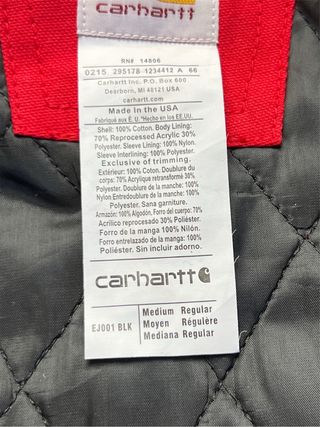 carhartt
RN# 14806
0215 295178-1234412 A 66
Carhartt Inc. P.O. Box 600
Dearborn, MI 48121 USA
carhartt.com
Made in the USA
Fabriqué aux É. U. *Hecho en los EE.UU.
Shell: 100% Cotton. Body Lining:
70% Reprocessed Acrylic 30%
Polyester. Sleeve Lining: 100% Nylon.
Sleeve Interlining: 100% Polyester.
Exclusive of trimming.
Extérieur: 100% Coton. Doublure du
corps: 70% Acrylique retransformé 30%
Polyester. Doublure de la manche: 100%
Nylon Entredoublure de la manche: 100%
Polyester. Sans garniture.
Armazón: 100% Algodón. Forro del cuerpo: 70%
Acrílico reprocesado 30% Poliéster.
Forro de la manga 100% Nilón.
Forro entrelazado de la manga: 100%
Poliéster. Sin incluir adorno.
carhartt
EJ001 BLK
Medium Regular
Moyen Régulière
Mediana Regular